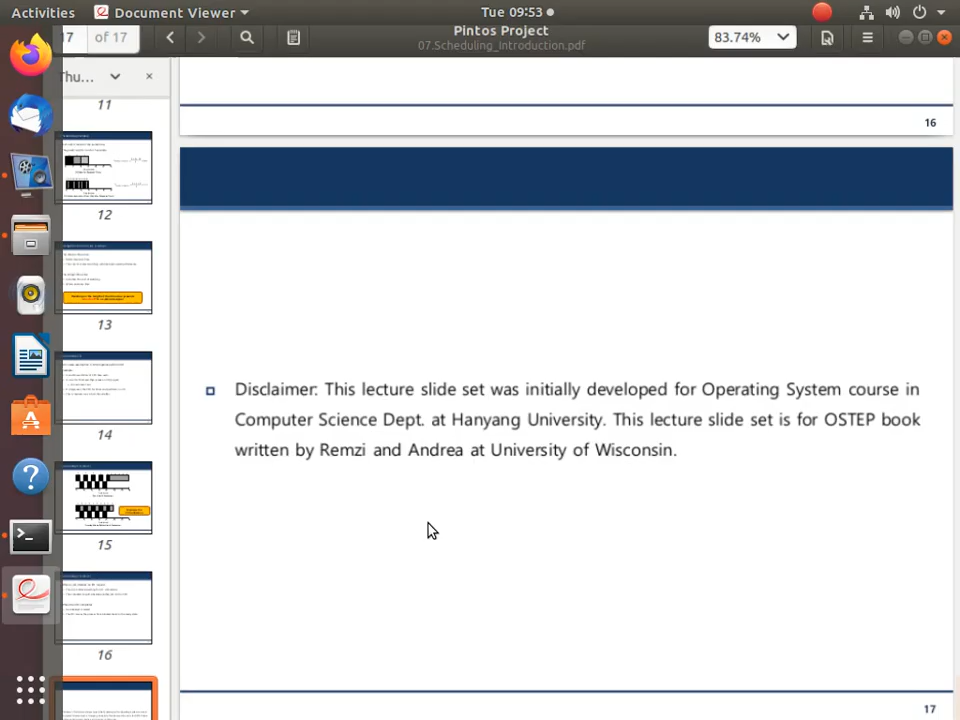 Activities Document Viewer Tue 09:53
17 of 17 Pintos Project 83.74%
07.Scheduling_Introduction.pdf
Thu...
11
12
13
14
15
16
16
Disclaimer: This lecture slide set was initially developed for Operating System course in
Computer Science Dept. at Hanyang University. This lecture slide set is for OSTEP book
written by Remzi and Andrea at University of Wisconsin.
17